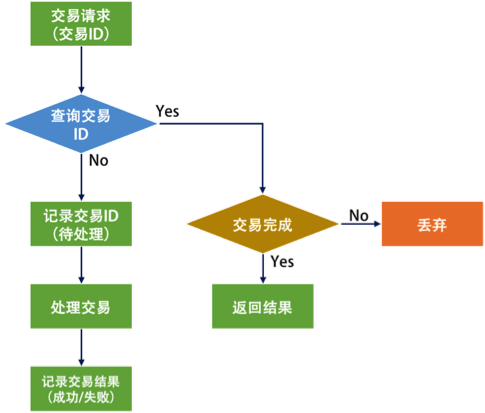 交易请求
（交易ID）
查询交易
ID
Yes
No
记录交易ID
（待处理）
交易完成
No
丢弃
Yes
处理交易
返回结果
记录交易结果
（成功/失败）